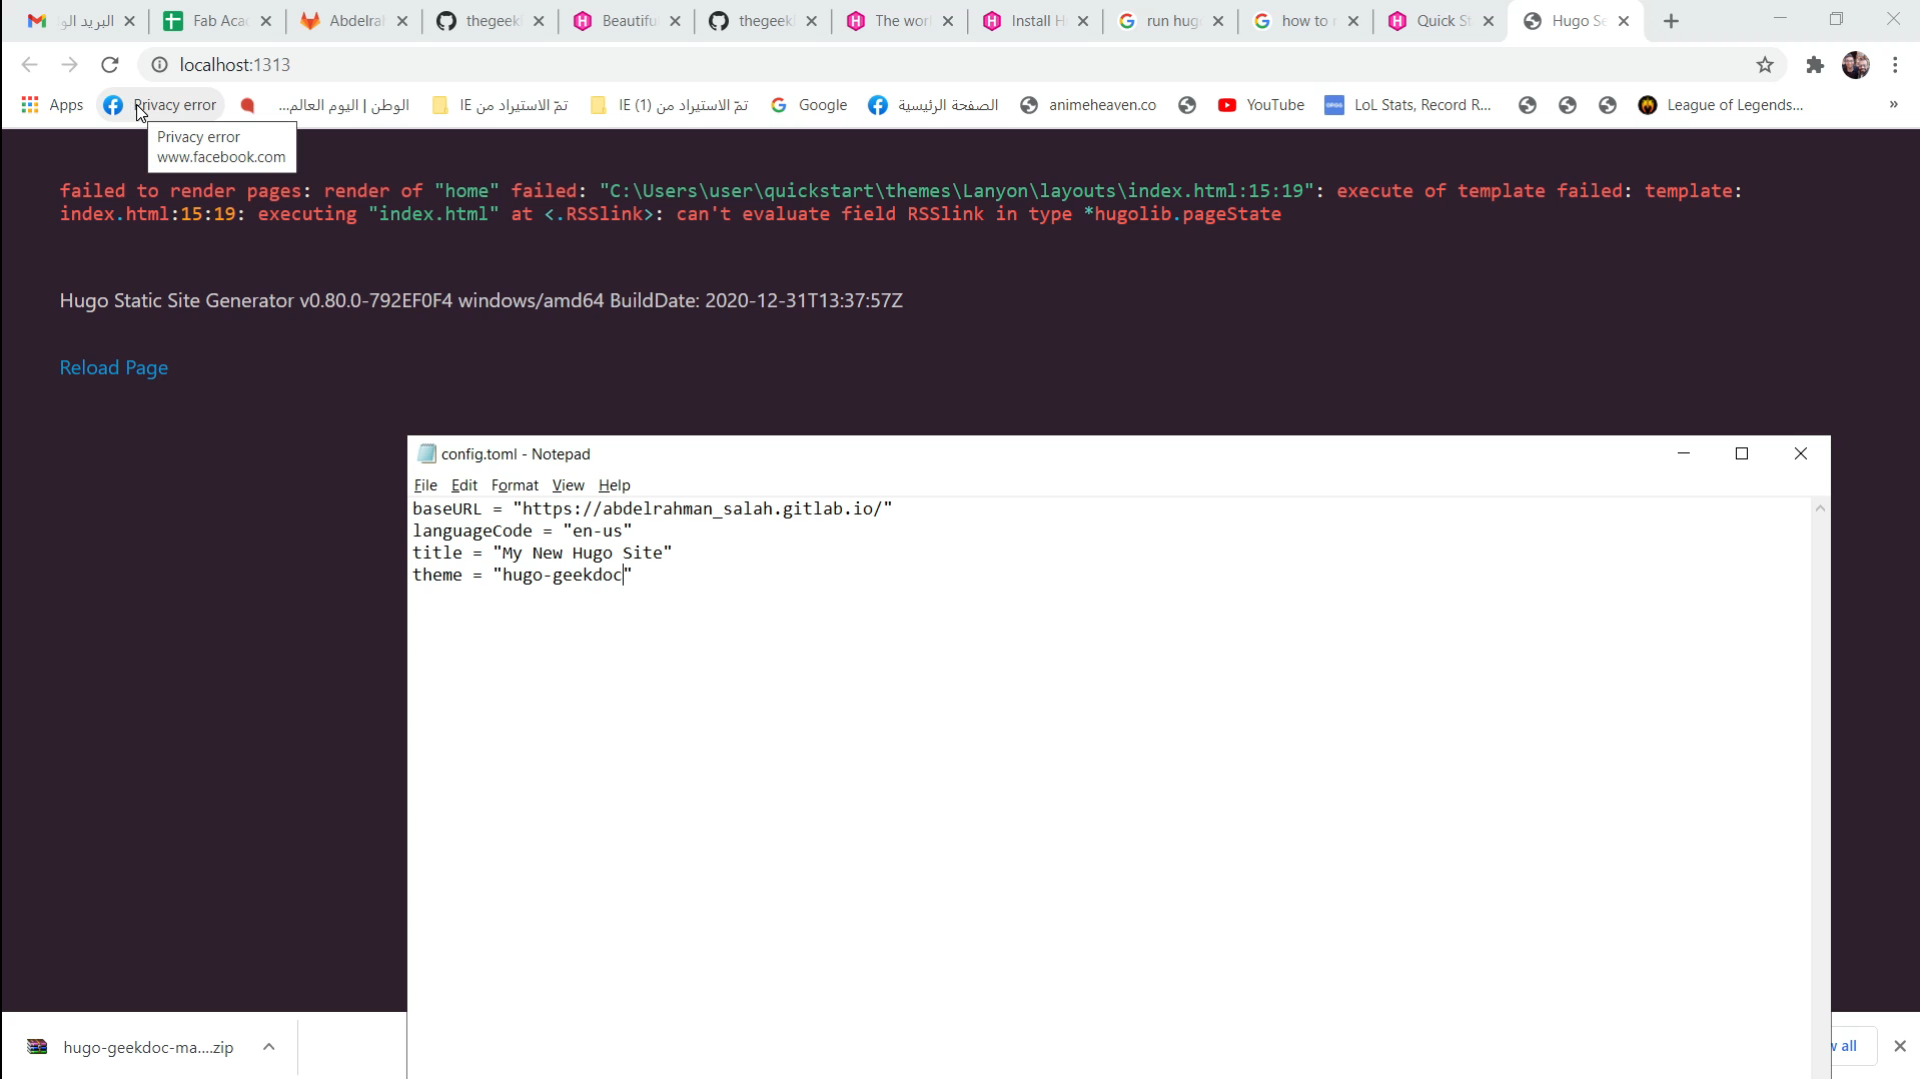 البريد الو
Fab Acac
Abdelrah
thegeek
Beautifu
thegeek
The wor
Install H
run hug
how to
Quick St
Hugo Se
localhost:1313
Apps
Privacy error
الوطن | اليوم العالم...
تمّ الاستيراد من IE
تمّ الاستيراد من IE (1)
Google
الصفحة الرئيسية
animeheaven.co
YouTube
LoL Stats, Record R...
League of Legends...
»
Privacy error
www.facebook.com
failed to render pages: render of "home" failed: "C:\Users\user\quickstart\themes\Lanyon\layouts\index.html:15:19": execute of template failed: template:
index.html:15:19: executing "index.html" at <.RSSlink>: can't evaluate field RSSlink in type *hugolib.pageState
Hugo Static Site Generator v0.80.0-792EF0F4 windows/amd64 BuildDate: 2020-12-31T13:37:57Z
Reload Page
config.toml - Notepad
File Edit Format View Help
baseURL = "https://abdelrahman_salah.gitlab.io/"
languageCode = "en-us"
title = "My New Hugo Site"
theme = "hugo-geekdoc"
hugo-geekdoc-ma....zip
all